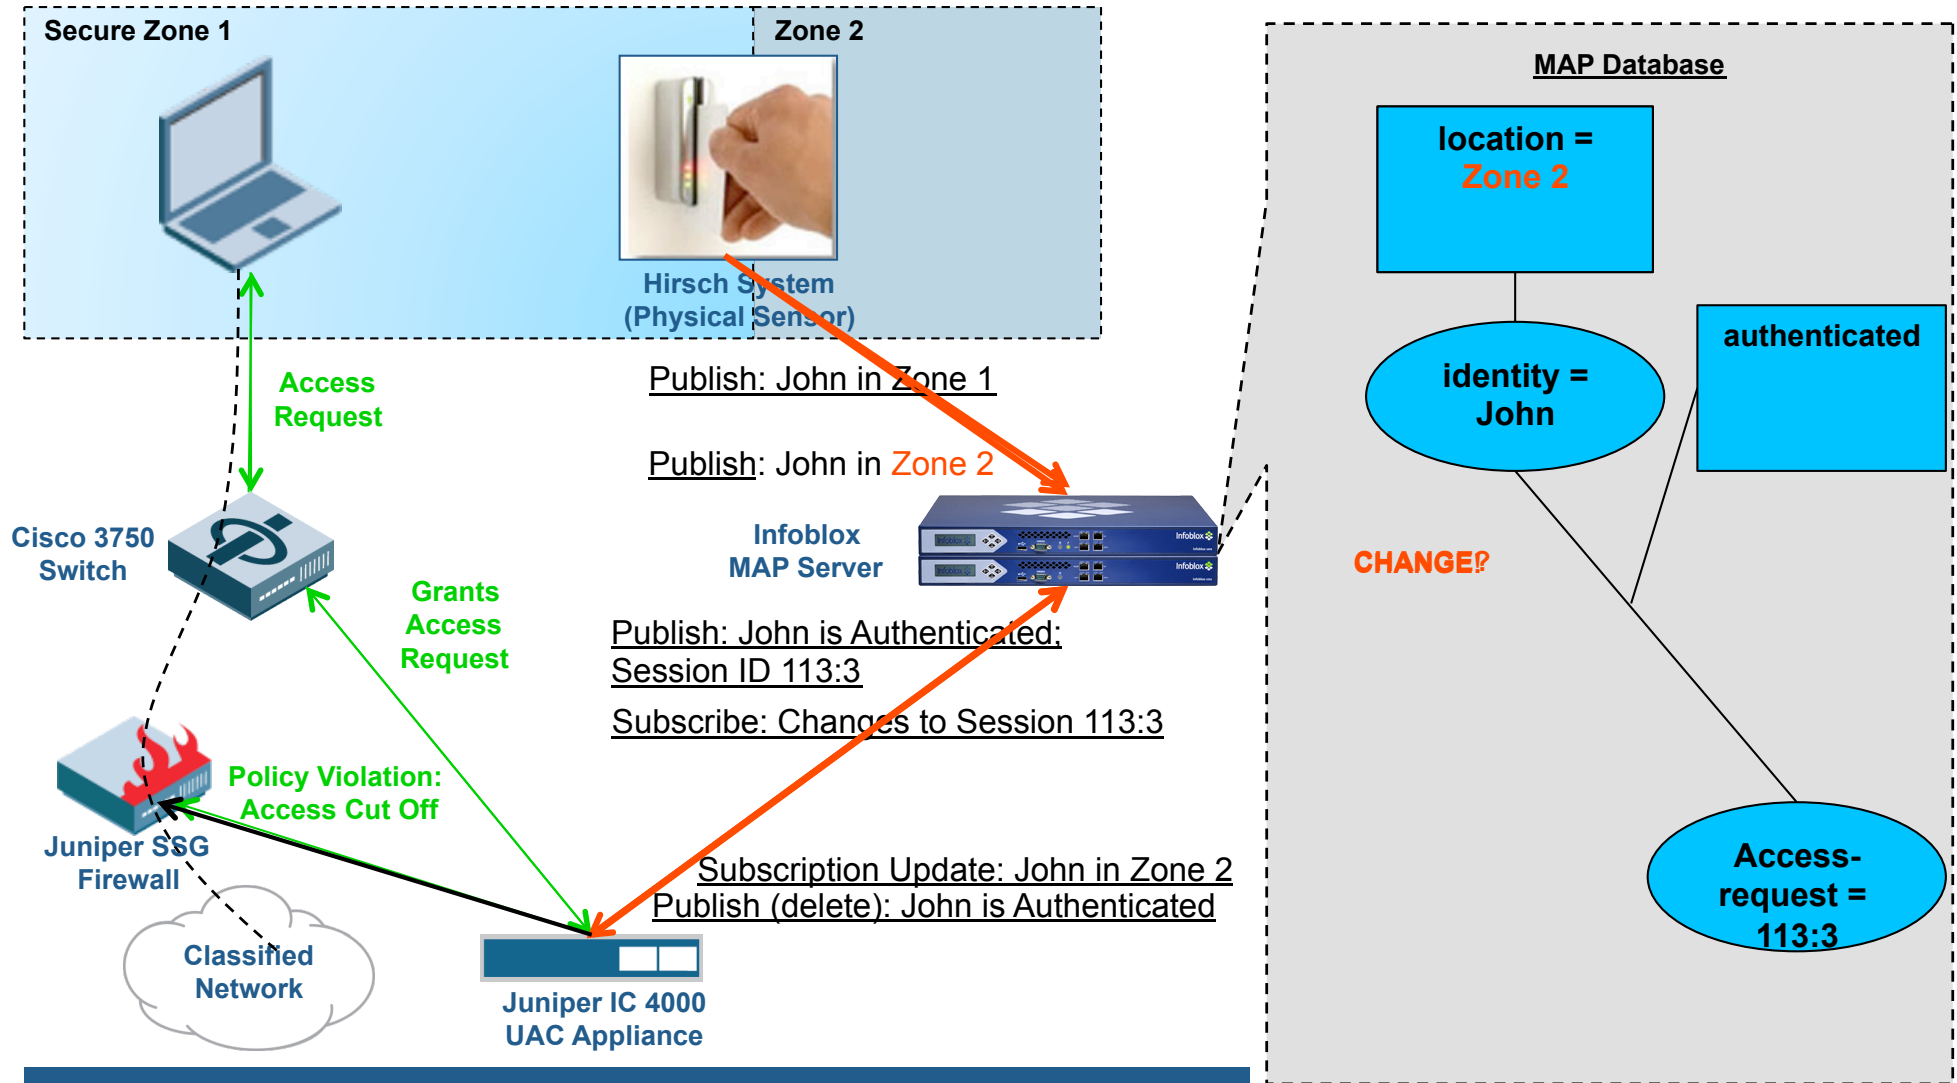 Secure Zone 1
Zone 2
Hirsch System
(Physical Sensor)
Access
Request
Publish: John in Zone 1
Publish: John in Zone 2
Cisco 3750
Switch
Infoblox
MAP Server
Infoblox
Infoblox
Infoblox
Infoblox
Grants
Access
Request
Publish: John is Authenticated;
Session ID 113:3
Subscribe: Changes to Session 113:3
Policy Violation:
Access Cut Off
Juniper SSG
Firewall
Subscription Update: John in Zone 2
Publish (delete): John is Authenticated
Classified
Network
Juniper IC 4000
UAC Appliance
MAP Database
location =
Zone 2
authenticated
identity =
John
CHANGE
Access-
request =
113:3